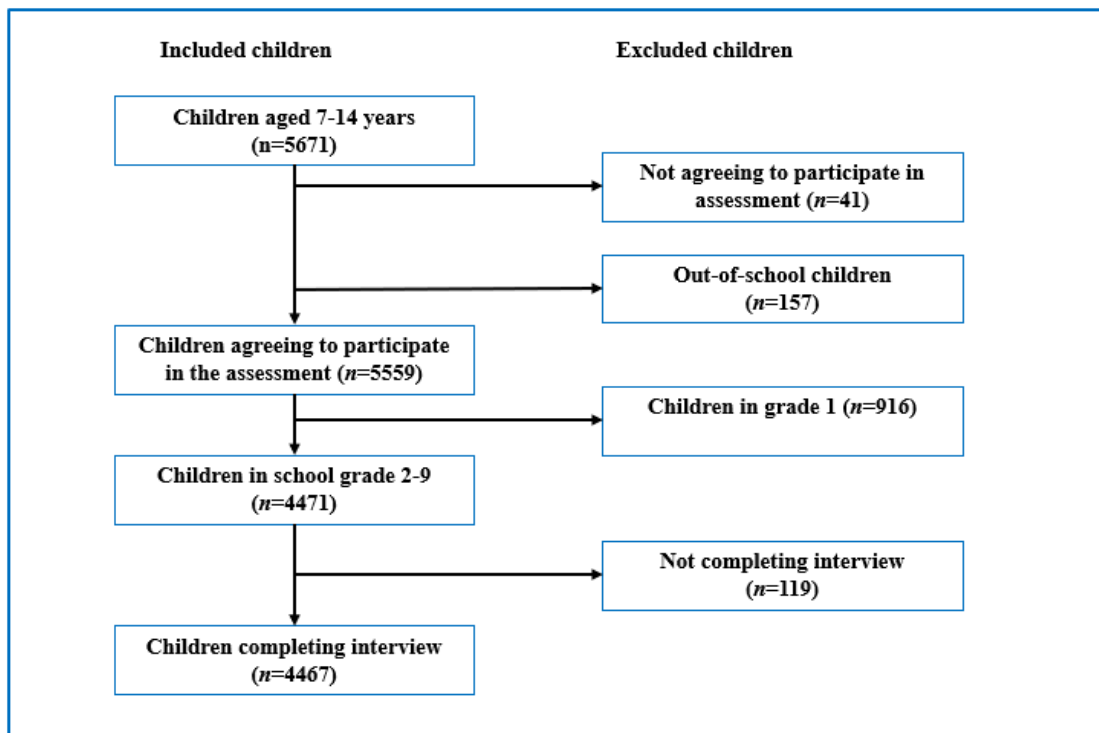 Included children
Excluded children
Children aged 7-14 years
(n=5671)
Not agreeing to participate in
assessment (n=41)
Out-of-school children
(n=157)
Children agreeing to participate
in the assessment (n=5559)
Children in grade 1 (n=916)
Children in school grade 2-9
(n=4471)
Not completing interview
(n=119)
Children completing interview
(n=4467)